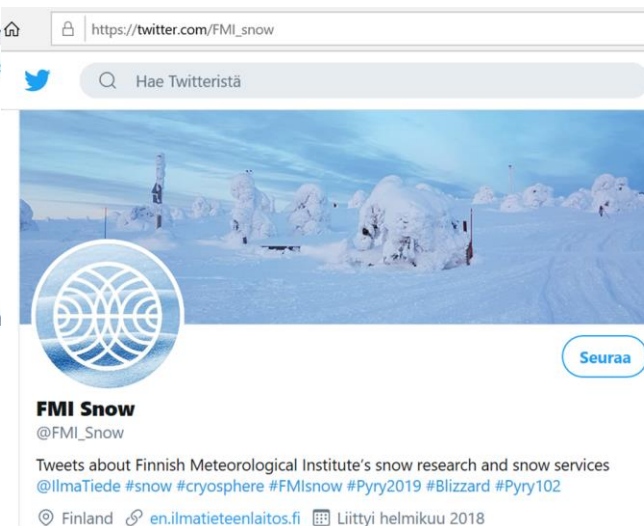 https://twitter.com/FMI_snow
Hae Twitteristä
Seuraa
FMI Snow
@FMI_Snow
Tweets about Finnish Meteorological Institute's snow research and snow services
@IlmaTiede #snow #cryosphere #FMIsnow #Pyry2019 #Blizzard #Pyry102
Finland en.ilmatieteenlaitos.fi Liittyi helmikuu 2018